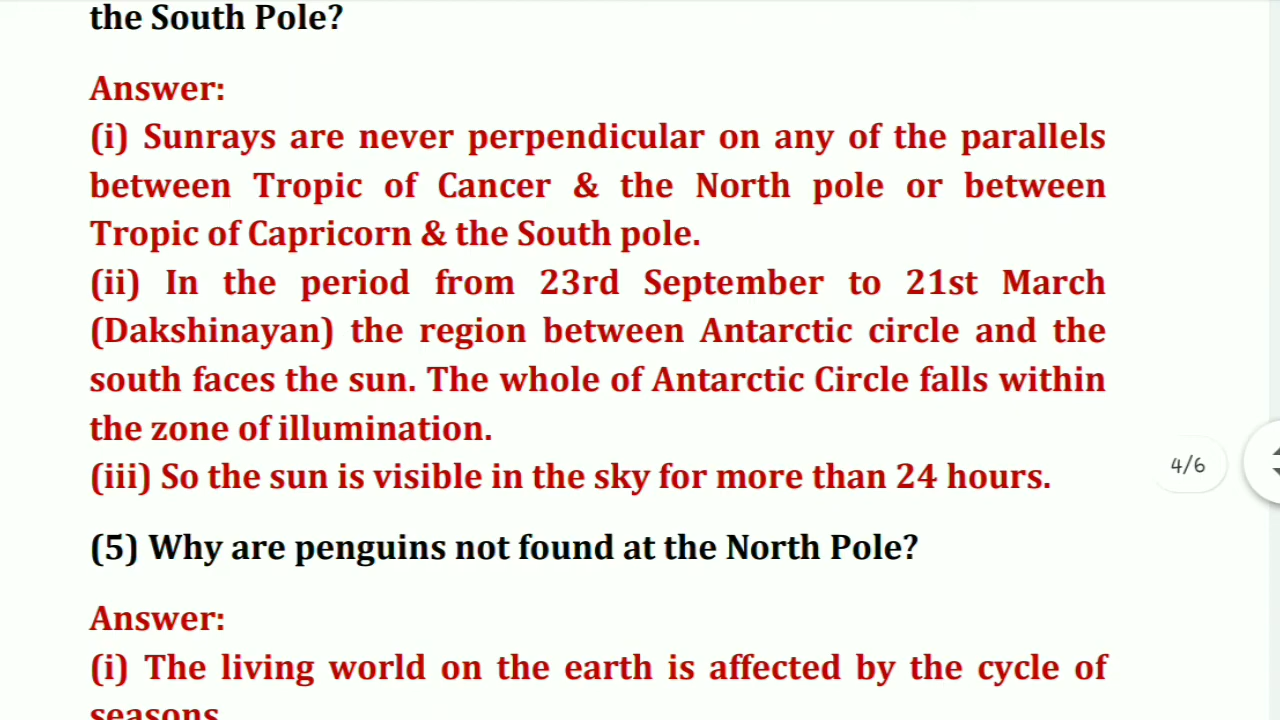 the South Pole?
Answer:
(i) Sunrays are never perpendicular on any of the parallels
between Tropic of Cancer & the North pole or between
Tropic of Capricorn & the South pole.
(ii) In the period from 23rd September to 21st March
(Dakshinayan) the region between Antarctic circle and the
south faces the sun. The whole of Antarctic Circle falls within
the zone of illumination.
(iii) So the sun is visible in the sky for more than 24 hours.
4/6
(5) Why are penguins not found at the North Pole?
Answer:
(i) The living world on the earth is affected by the cycle of
seasons.